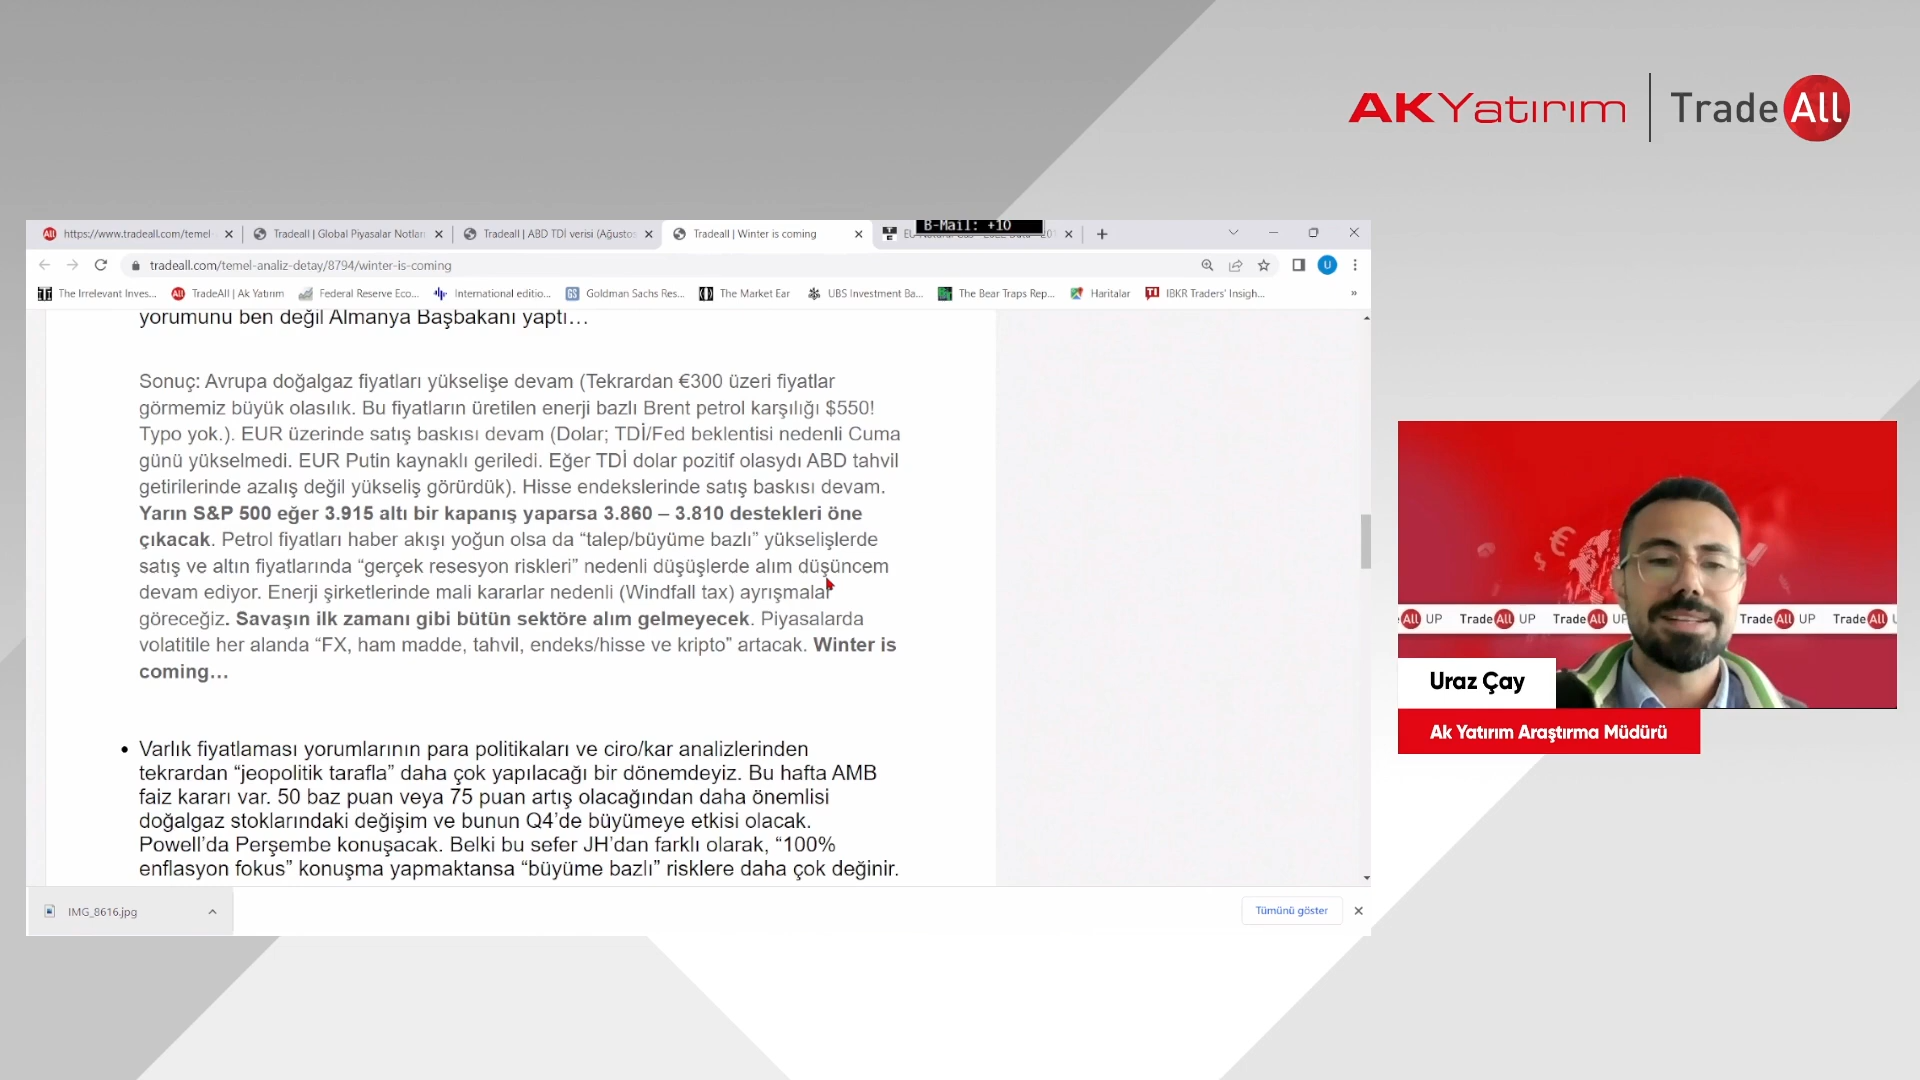 AKYatırım
TradeAll
https://www.tradeall.com/temel-
Tradeall | Global Piyasalar Notları
Tradeall | ABD TDI verisi (Ağustos
Tradeall | Winter is coming
B-Mail: +10
tradeall.com/temel-analiz-detay/8794/winter-is-coming
U
The Irrelevant Inves...
TradeAll | Ak Yatırım
Federal Reserve Eco...
International editio...
Goldman Sachs Res...
The Market Ear
UBS Investment Ba...
The Bear Traps Rep...
Haritalar
IBKR Traders' Insigh...
yorumunu ben değil Almanya Başbakanı yaptı…
Sonuç: Avrupa doğalgaz fiyatları yükselişe devam (Tekrardan €300 üzeri fiyatlar
görmemiz büyük olasılık. Bu fiyatların üretilen enerji bazlı Brent petrol karşılığı $550!
Typo yok.). EUR üzerinde satış baskısı devam (Dolar; TDİ/Fed beklentisi nedenli Cuma
günü yükselmedi. EUR Putin kaynaklı geriledi. Eğer TDİ dolar pozitif olasydı ABD tahvil
getirilerinde azalış değil yükseliş görürdük). Hisse endekslerinde satış baskısı devam.
Yarın S&P 500 eğer 3.915 altı bir kapanış yaparsa 3.860 – 3.810 destekleri öne
çıkacak. Petrol fiyatları haber akışı yoğun olsa da “talep/büyüme bazlı” yükselişlerde
satış ve altın fiyatlarında “gerçek resesyon riskleri” nedenli düşüşlerde alım düşüncem
devam ediyor. Enerji şirketlerinde mali kararlar nedenli (Windfall tax) ayrışmalar
göreceğiz. Savaşın ilk zamanı gibi bütün sektöre alım gelmeyecek. Piyasalarda
volatitile her alanda “FX, ham madde, tahvil, endeks/hisse ve kripto” artacak. Winter is
coming…
• Varlık fiyatlaması yorumlarının para politikaları ve ciro/kar analizlerinden
tekrardan “jeopolitik tarafla” daha çok yapılacağı bir dönemdeyiz. Bu hafta AMB
faiz kararı var. 50 baz puan veya 75 puan artış olacağından daha önemlisi
doğalgaz stoklarındaki değişim ve bunun Q4’de büyümeye etkisi olacak.
Powell’da Perşembe konuşacak. Belki bu sefer JH’dan farklı olarak, “100%
enflasyon fokus” konuşma yapmaktansa “büyüme bazlı” risklere daha çok değinir.
IMG_8616.jpg
Tümünü göster
All UP
TradeAll UP
TradeAll UP
TradeAll UP
TradeAll
Uraz Çay
Ak Yatırım Araştırma Müdürü